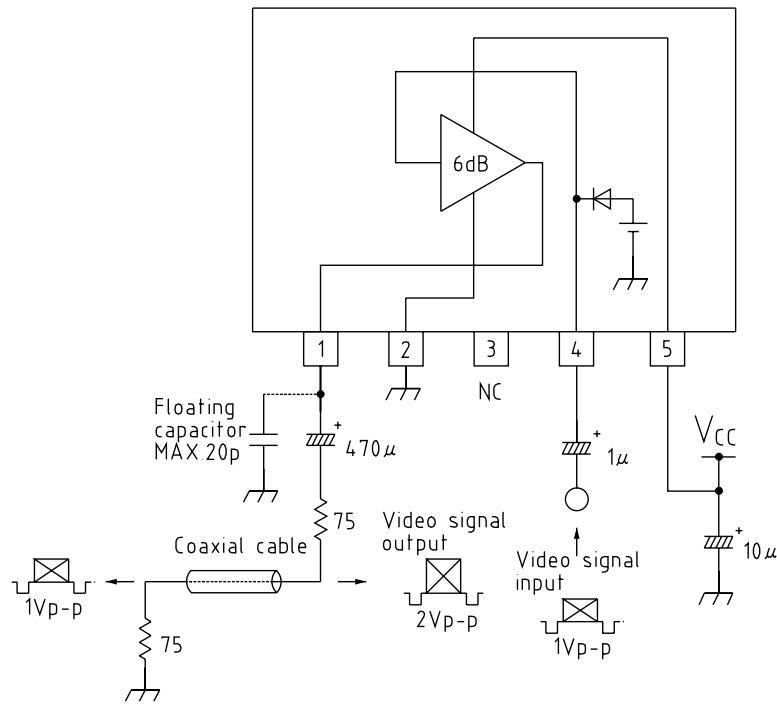 6dB
1
2
3
4
5
NC
Floating
capacitor
MAX.20p
+
470μ
+
1μ
VCC
+
10μ
75
Coaxial cable
Video signal
output
Video signal
input
1Vp-p
2Vp-p
1Vp-p
75